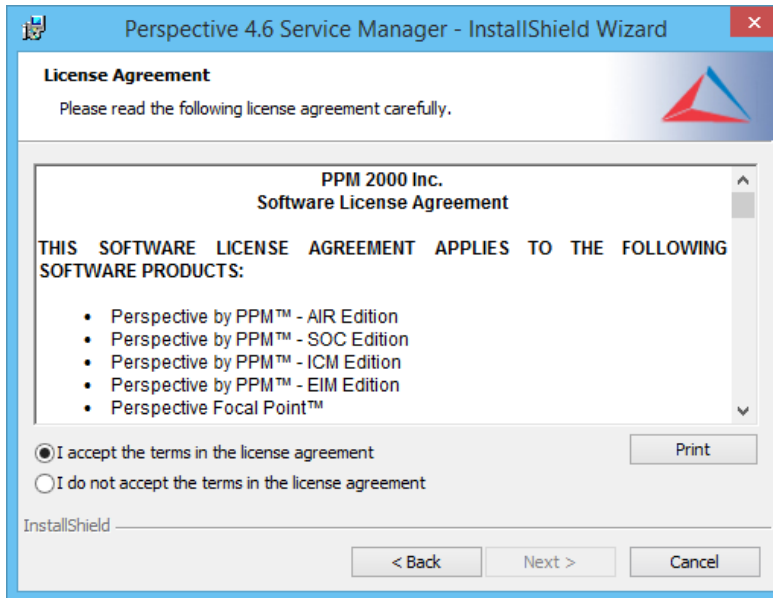 Perspective 4.6 Service Manager - InstallShield Wizard
License Agreement
Please read the following license agreement carefully.
PPM 2000 Inc.
Software License Agreement
THIS SOFTWARE LICENSE AGREEMENT APPLIES TO THE FOLLOWING
SOFTWARE PRODUCTS:
• Perspective by PPM™ - AIR Edition
• Perspective by PPM™ - SOC Edition
• Perspective by PPM™ - ICM Edition
• Perspective by PPM™ - EIM Edition
• Perspective Focal Point™
I accept the terms in the license agreement
Print
I do not accept the terms in the license agreement
InstallShield
< Back Next > Cancel